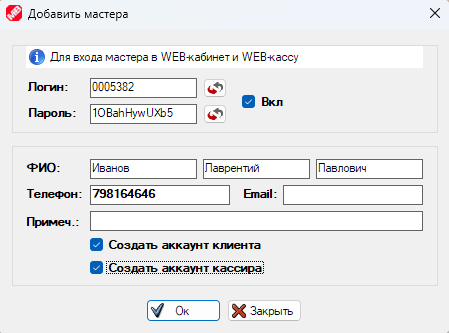 Добавить мастера
Для входа мастера в WEB-кабинет и WEB-кассу
Логин: 0005382
Пароль: 1OBahHywUXb5
Вкл
ФИО: Иванов Лаврентий Павлович
Телефон: 798164646 Email:
Примеч.:
Создать аккаунт клиента
Создать аккаунт кассира
Ок Закрыть